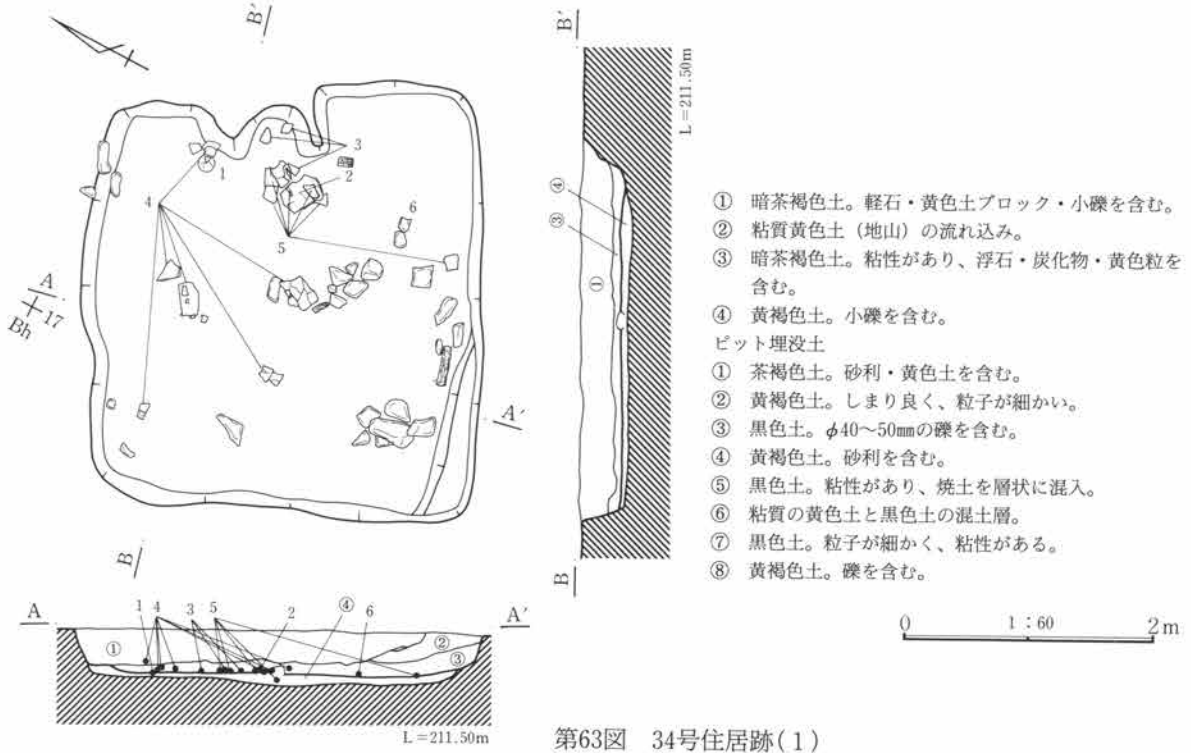 B'
3
1
2
4
6
5
A
17
Bh
A'
B
B'
L=211.50m
④
③
①
B
① 暗茶褐色土。軽石・黄色土ブロック・小礫を含む。
② 粘質黄色土（地山）の流れ込み。
③ 暗茶褐色土。粘性があり、浮石・炭化物・黄色粒を
含む。
④ 黄褐色土。小礫を含む。
ピット埋没土
① 茶褐色土。砂利・黄色土を含む。
② 黄褐色土。しまり良く、粒子が細かい。
③ 黒色土。φ40～50㎜の礫を含む。
④ 黄褐色土。砂利を含む。
⑤ 黒色土。粘性があり、焼土を層状に混入。
⑥ 粘質の黄色土と黒色土の混土層。
⑦ 黒色土。粒子が細かく、粘性がある。
⑧ 黄褐色土。礫を含む。
0 1：60 2m
A 1 4 3 5 2 ④ 6 A'
① ②
③
L=211.50m
第63図 34号住居跡(1)